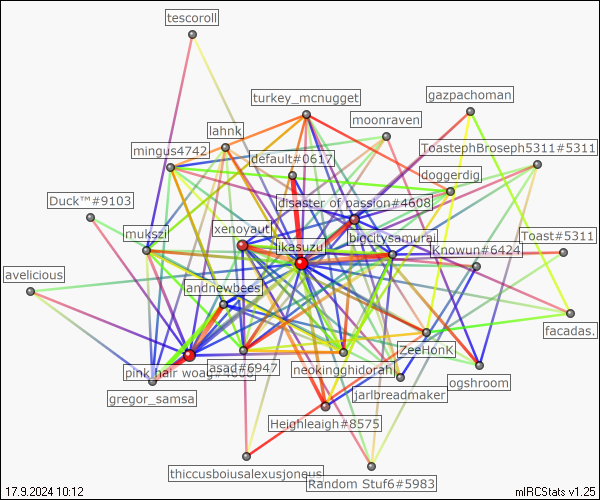 tescoroll
turkey_mcnugget
gazpachoman
moonraven
lahnk
mingus4742
ToastephBroseph5311#5311
default#0617
doggerdig
Duck™#9103
disaster of passion#4608
mukszi
xenoyaut
bigcitysamurai
Toast#5311
ikasuzu
Knowun#6424
avelicious
andnewbees
facadas.
ZeeHonK
pink hair woag#4
asad#6947
neokingghidorah
ogshroom
gregor_samsa
jarlbreadmaker
Heighleaigh#8575
thiccusboiusalexusjoneus
Random Stuf6#5983
17.9.2024 10:12
mIRCStats v1.25